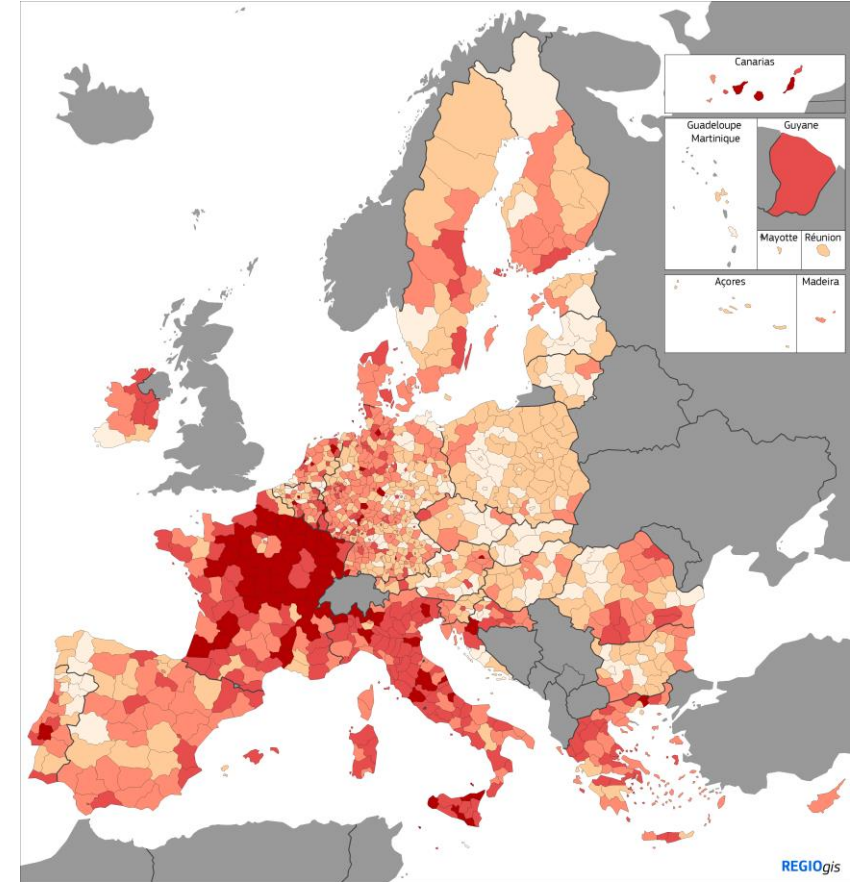 Canarias
Guadeloupe
Martinique
Guyane
Mayotte
Réunion
Açores
Madeira
REGIOgis